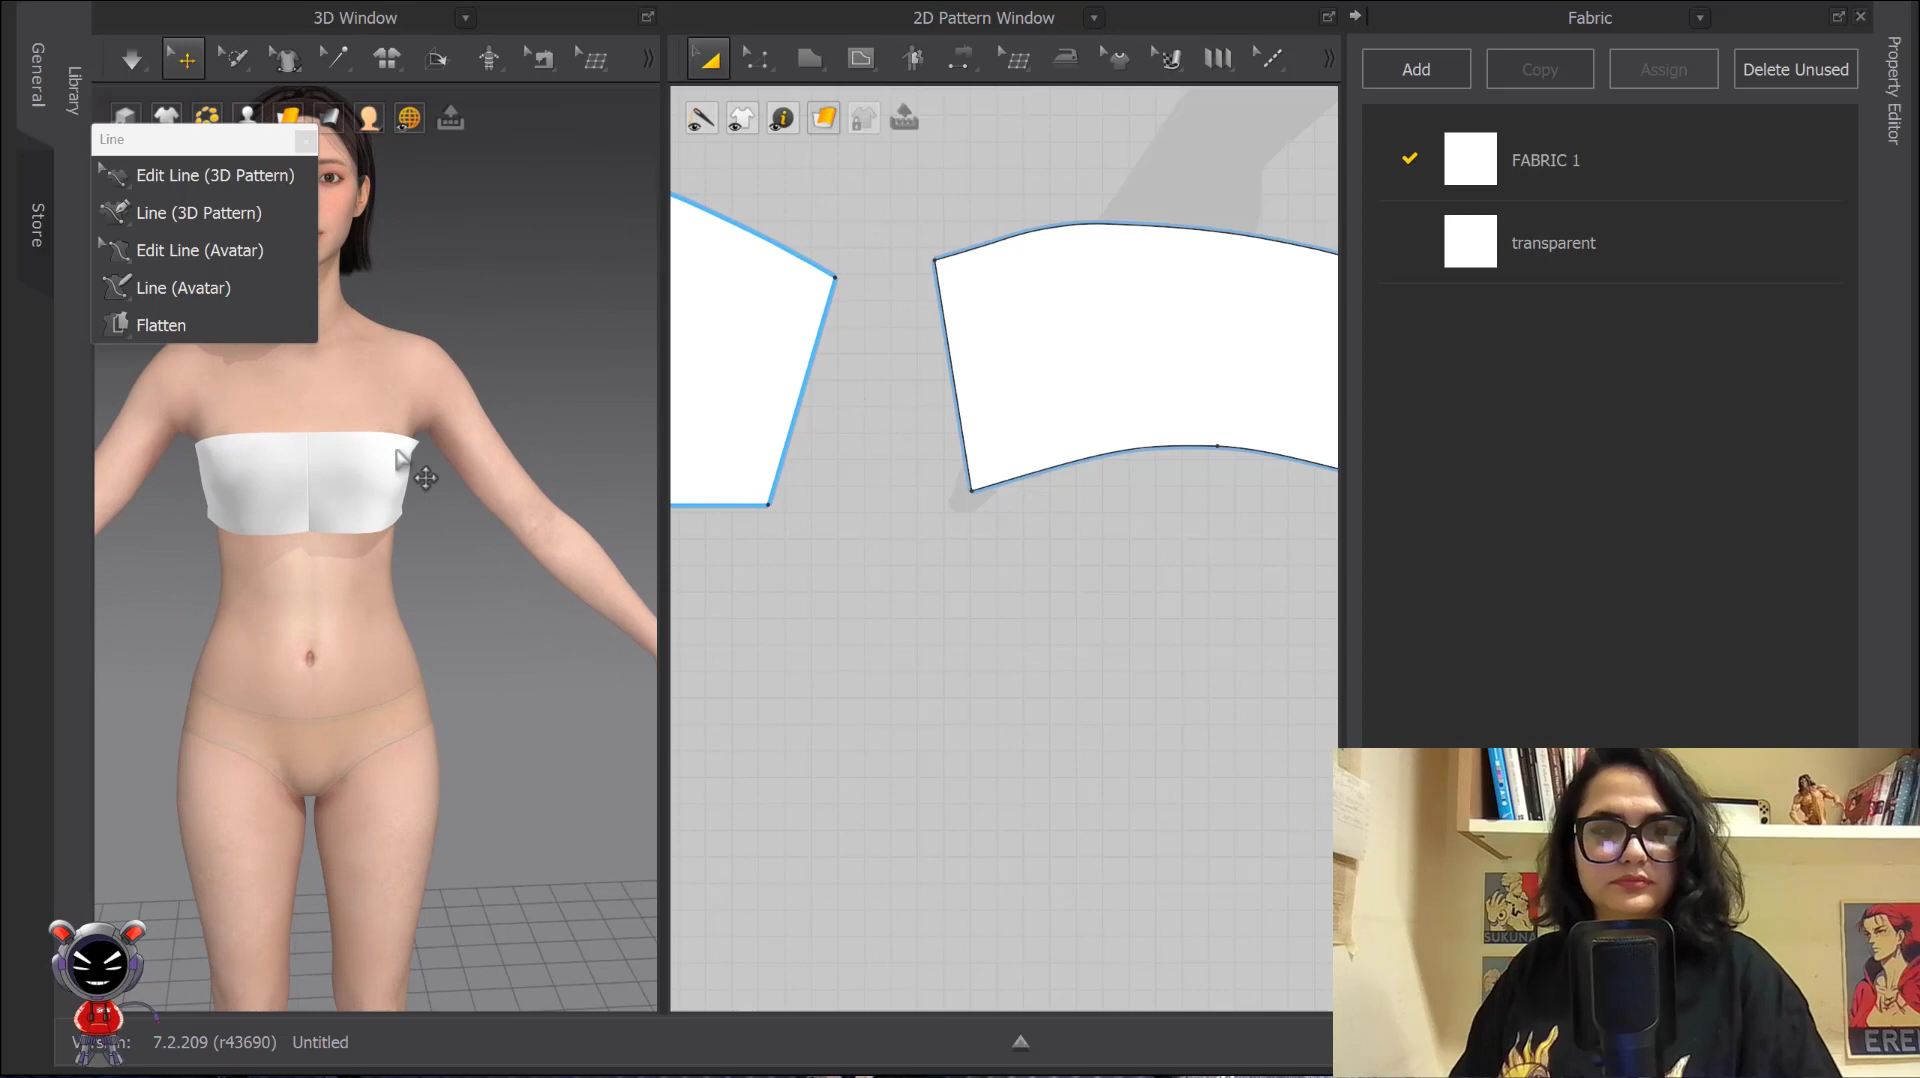 3D Window
2D Pattern Window
Fabric
General
Library
Store
Property Editor
Add
Copy
Assign
Delete Unused
Line
Edit Line (3D Pattern)
Line (3D Pattern)
Edit Line (Avatar)
Line (Avatar)
Flatten
FABRIC 1
transparent
SUKUNA
EREN
7.2.209 (r43690)
Untitled